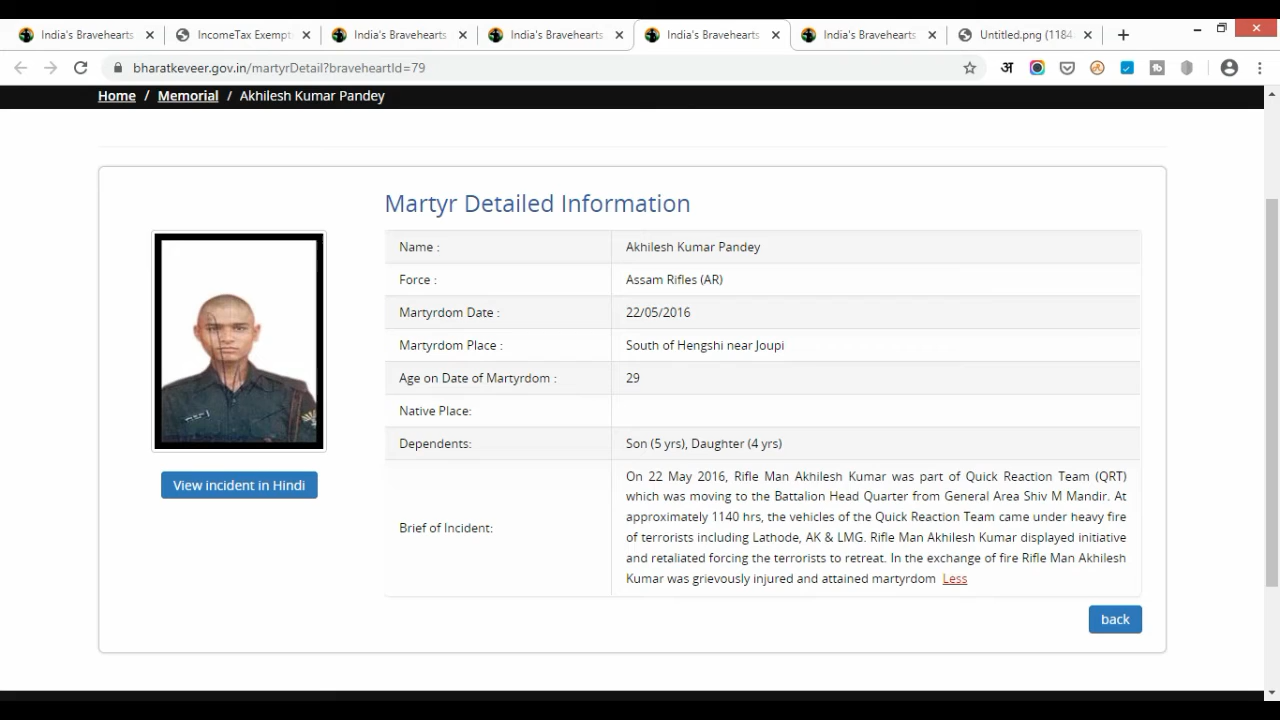 India's Bravehearts
IncomeTax Exempt
India's Bravehearts
India's Bravehearts
India's Bravehearts
India's Bravehearts
Untitled.png (1184
bharatkeveer.gov.in/martyrDetail?braveheartId=79
अ
Home / Memorial / Akhilesh Kumar Pandey
Martyr Detailed Information
Name : Akhilesh Kumar Pandey
Force : Assam Rifles (AR)
Martyrdom Date : 22/05/2016
Martyrdom Place : South of Hengshi near Joupi
Age on Date of Martyrdom : 29
Native Place:
Dependents: Son (5 yrs), Daughter (4 yrs)
Brief of Incident:
On 22 May 2016, Rifle Man Akhilesh Kumar was part of Quick Reaction Team (QRT)
which was moving to the Battalion Head Quarter from General Area Shiv M Mandir. At
approximately 1140 hrs, the vehicles of the Quick Reaction Team came under heavy fire
of terrorists including Lathode, AK & LMG. Rifle Man Akhilesh Kumar displayed initiative
and retaliated forcing the terrorists to retreat. In the exchange of fire Rifle Man Akhilesh
Kumar was grievously injured and attained martyrdom Less
View incident in Hindi
back